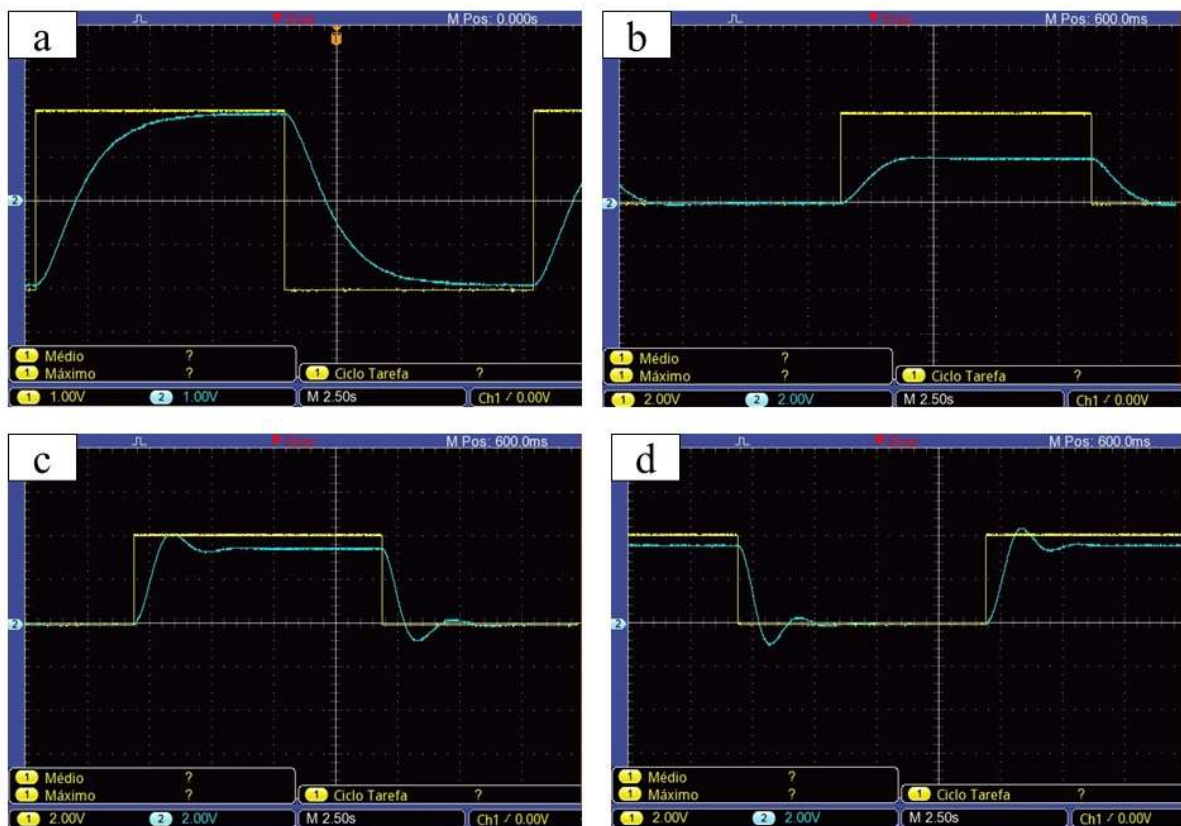 a
M Pos: 0.000s
T
2
1 Médio ?
1 Máximo ?
1 Ciclo Tarefa ?
1 1.00V 2 1.00V M 2.50s Ch1 / 0.00V
b
M Pos: 600.0ms
2
1 Médio ?
1 Máximo ?
1 Ciclo Tarefa ?
1 2.00V 2 2.00V M 2.50s Ch1 / 0.00V
c
M Pos: 600.0ms
2
1 Médio ?
1 Máximo ?
1 Ciclo Tarefa ?
1 2.00V 2 2.00V M 2.50s Ch1 / 0.00V
d
M Pos: 600.0ms
2
1 Médio ?
1 Máximo ?
1 Ciclo Tarefa ?
1 2.00V 2 2.00V M 2.50s Ch1 / 0.00V